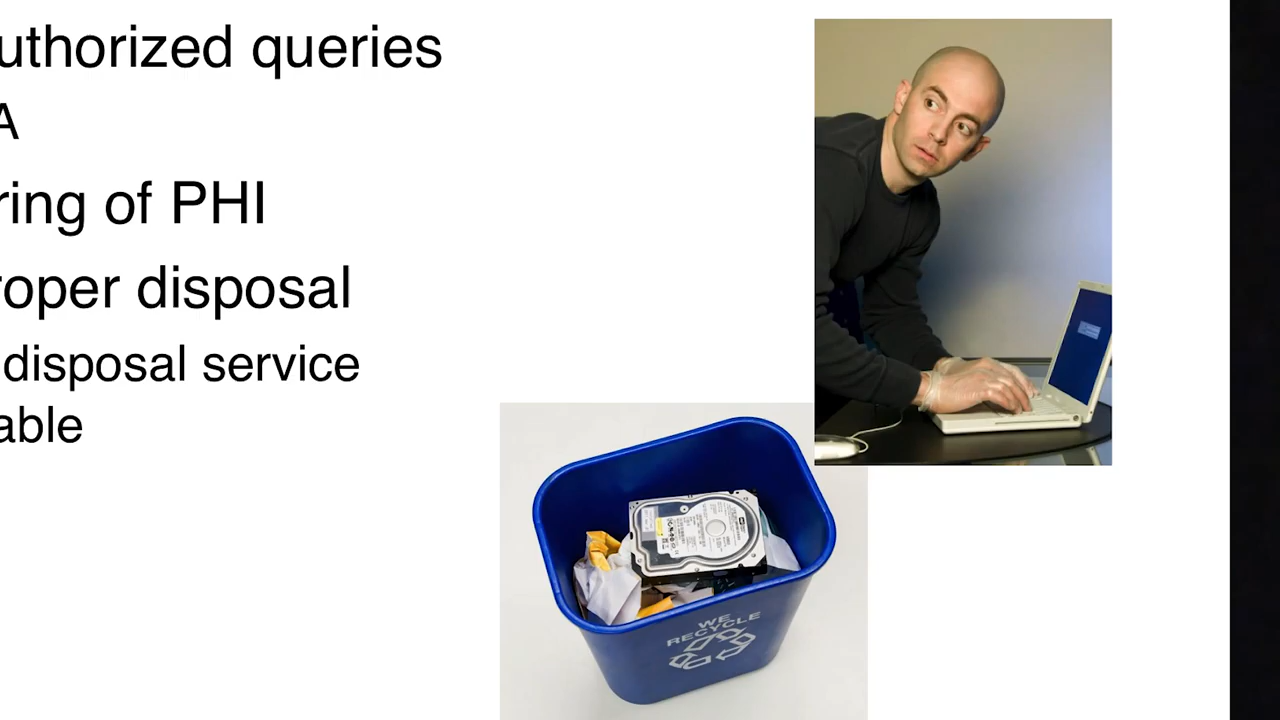 uthorized queries
A
ring of PHI
roper disposal
disposal service
able
WE
RECYCLE